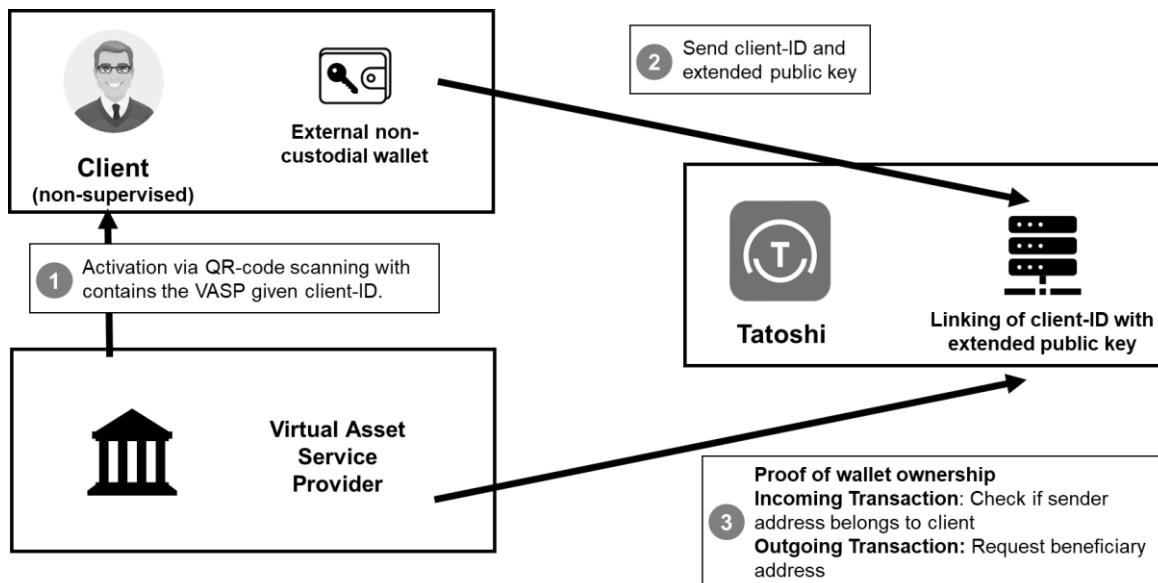 Client
(non-supervised)
External non-
custodial wallet
2
Send client-ID and
extended public key
1
Activation via QR-code scanning with
contains the VASP given client-ID.
T
Tatoshi
Linking of client-ID with
extended public key
Virtual Asset
Service
Provider
3
Proof of wallet ownership
Incoming Transaction: Check if sender
address belongs to client
Outgoing Transaction: Request beneficiary
address